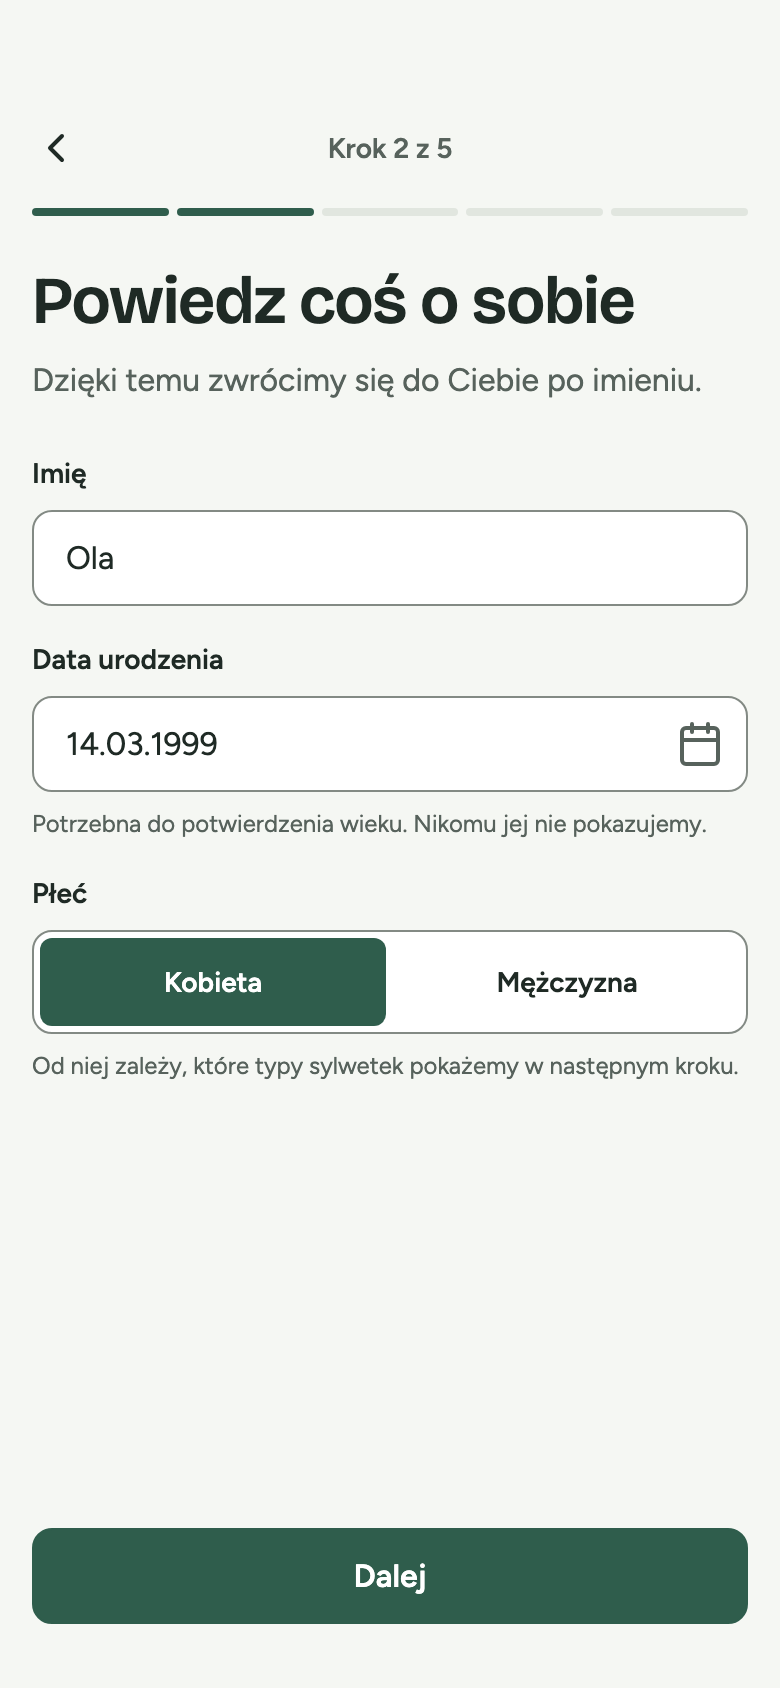 Krok 2 z 5
Powiedz coś o sobie
Dzięki temu zwrócimy się do Ciebie po imieniu.
Imię
Ola
Data urodzenia
14.03.1999
Potrzebna do potwierdzenia wieku. Nikomu jej nie pokazujemy.
Płeć
Kobieta
Mężczyzna
Od niej zależy, które typy sylwetek pokażemy w następnym kroku.
Dalej